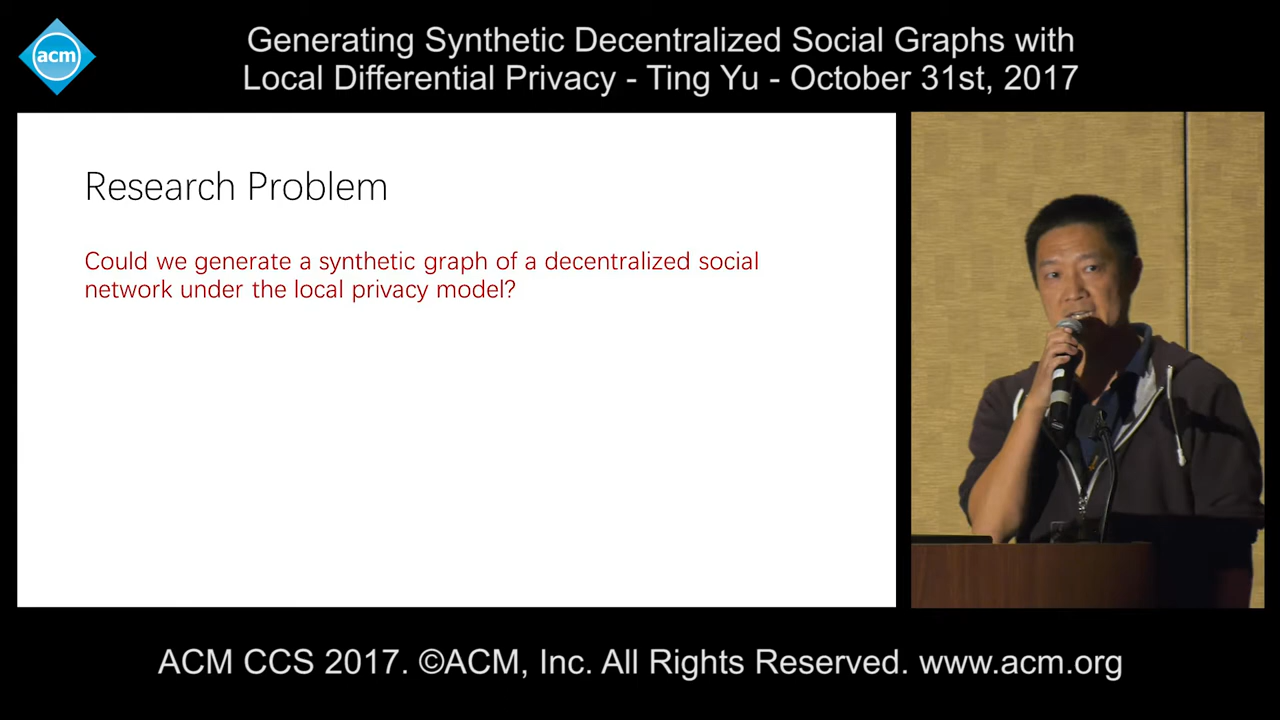 acm
Generating Synthetic Decentralized Social Graphs with
Local Differential Privacy - Ting Yu - October 31st, 2017
Research Problem
Could we generate a synthetic graph of a decentralized social
network under the local privacy model?
ACM CCS 2017. ©ACM, Inc. All Rights Reserved. www.acm.org